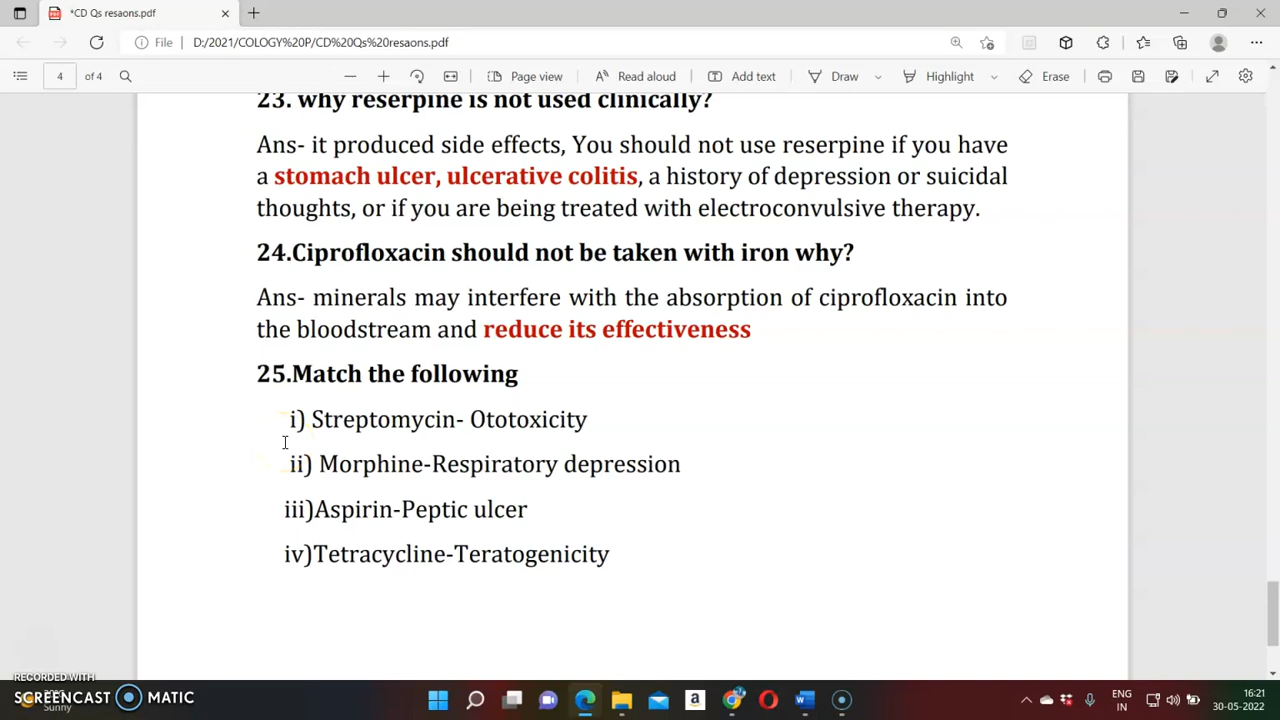 *CD Qs resaons.pdf
File D:/2021/COLOGY%20P/CD%20Qs%20resaons.pdf
4 of 4 Page view Read aloud Add text Draw Highlight Erase
23. why reserpine is not used clinically?
Ans- it produced side effects, You should not use reserpine if you have
a stomach ulcer, ulcerative colitis, a history of depression or suicidal
thoughts, or if you are being treated with electroconvulsive therapy.
24.Ciprofloxacin should not be taken with iron why?
Ans- minerals may interfere with the absorption of ciprofloxacin into
the bloodstream and reduce its effectiveness
25.Match the following
i) Streptomycin- Ototoxicity
ii) Morphine-Respiratory depression
iii)Aspirin-Peptic ulcer
iv)Tetracycline-Teratogenicity
RECORDED WITH
SCREENCAST MATIC
Sunny
ENG 16:21
IN 30-05-2022